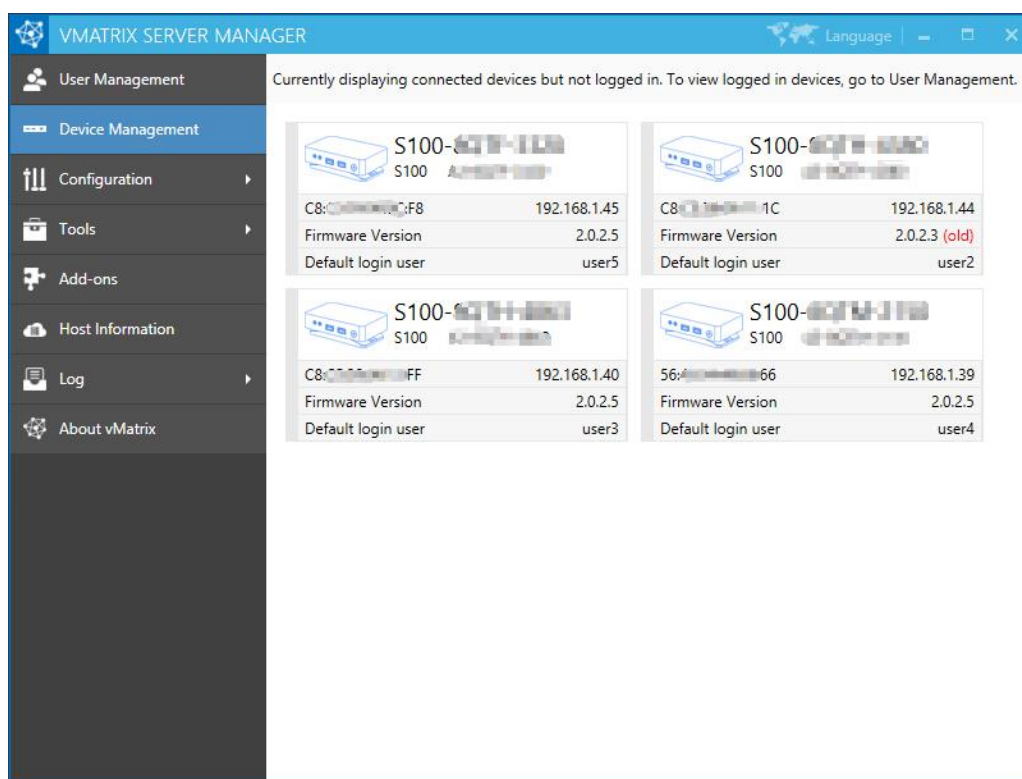 VMATRIX SERVER MANAGER
Language
User Management
Device Management
Configuration
Tools
Add-ons
Host Information
Log
About vMatrix
Currently displaying connected devices but not logged in. To view logged in devices, go to User Management.
S100-
S100
C8: :F8 192.168.1.45
Firmware Version 2.0.2.5
Default login user user5
S100-
S100
C8 1C 192.168.1.44
Firmware Version 2.0.2.3 (old)
Default login user user2
S100-
S100
C8: FF 192.168.1.40
Firmware Version 2.0.2.5
Default login user user3
S100-
S100
56: 66 192.168.1.39
Firmware Version 2.0.2.5
Default login user user4